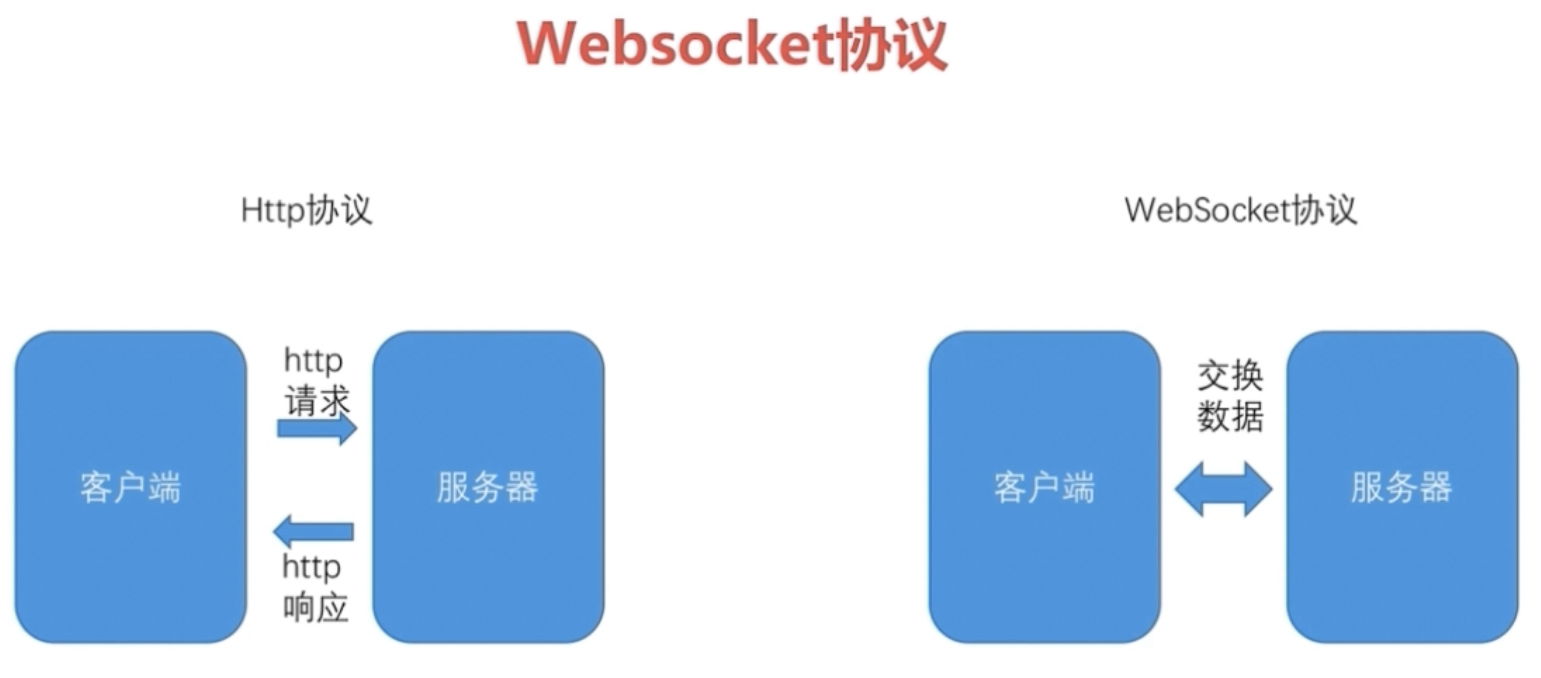 Websocket协议
Http协议
WebSocket协议
http
请求
客户端
服务器
http
响应
交换
数据
客户端
服务器